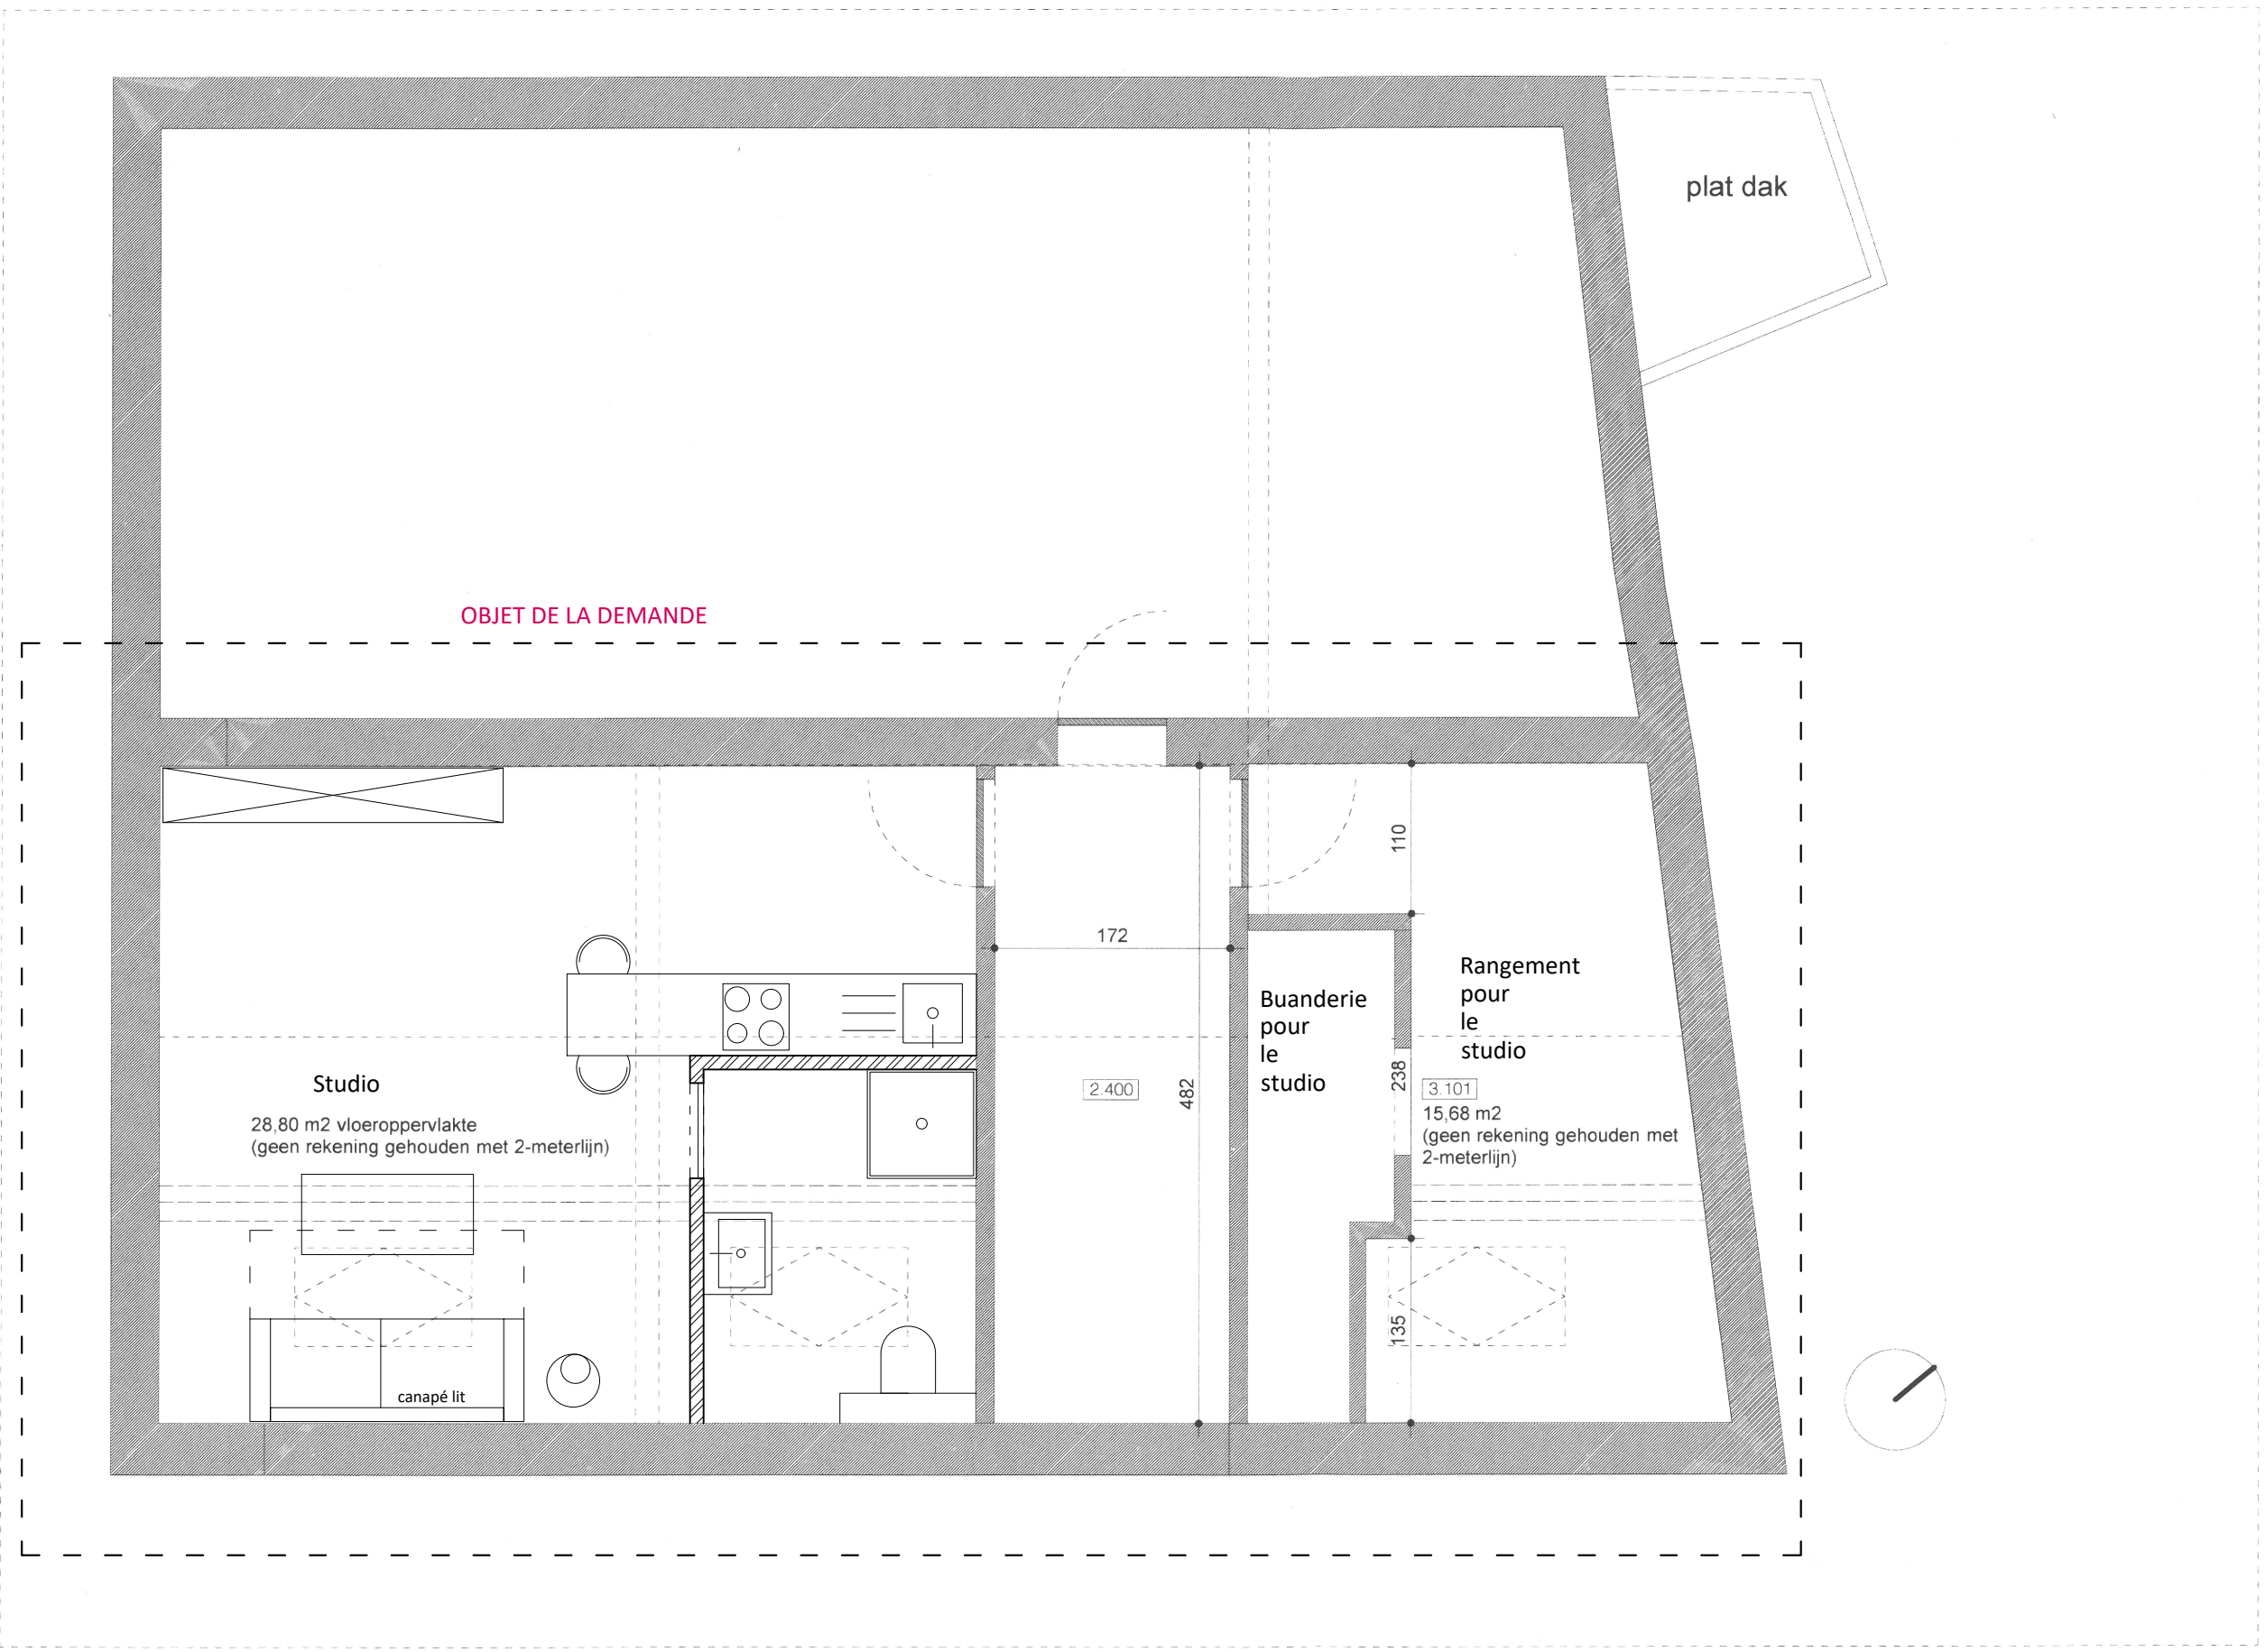 plat dak
OBJET DE LA DEMANDE
110
172
Rangement
pour
le
studio
Buanderie
pour
le
studio
Studio
28,80 m2 vloeroppervlakte
(geen rekening gehouden met 2-meterlijn)
2.400
482
238
3.101
15,68 m2
(geen rekening gehouden met
2-meterlijn)
135
canapé lit